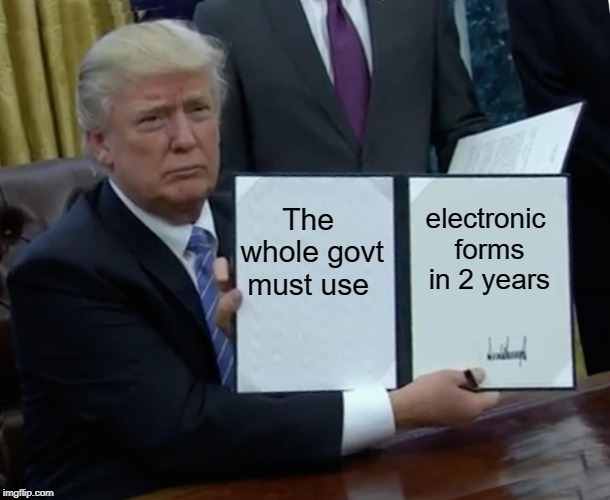 The
whole govt
must use
electronic
forms
in 2 years
imgflip.com